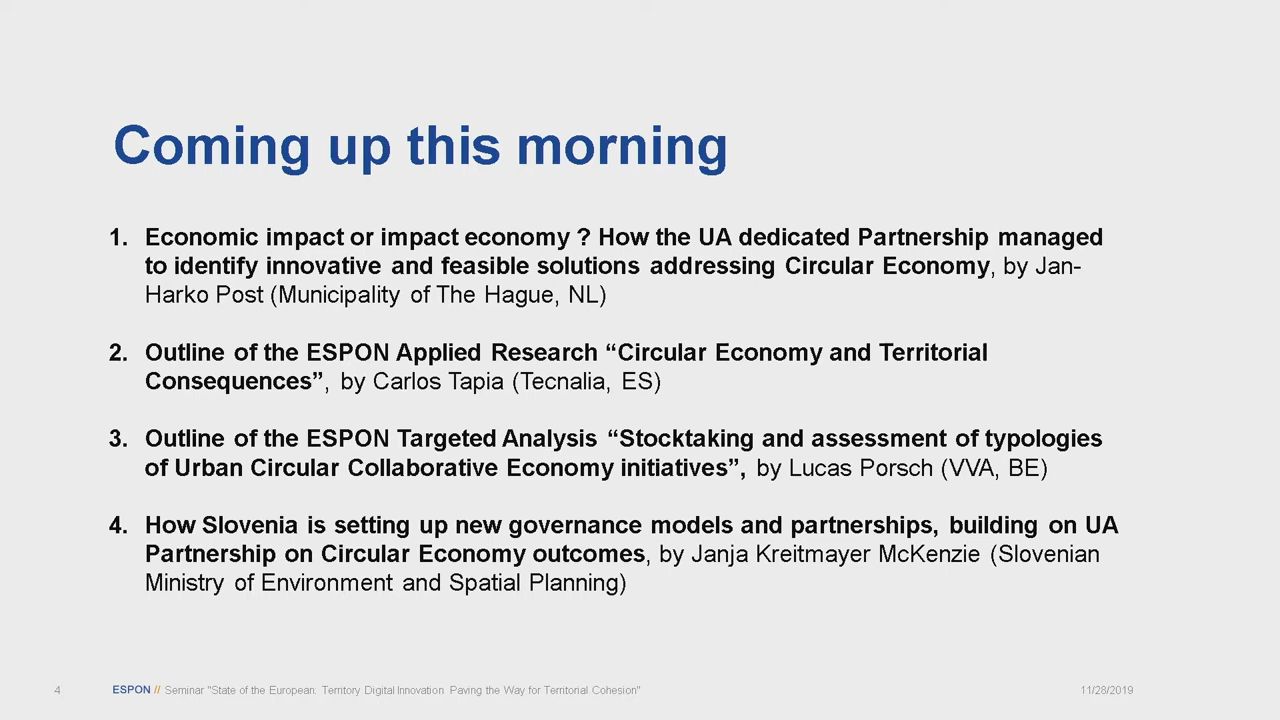 Coming up this morning
1. Economic impact or impact economy ? How the UA dedicated Partnership managed
to identify innovative and feasible solutions addressing Circular Economy, by Jan-
Harko Post (Municipality of The Hague, NL)
2. Outline of the ESPON Applied Research “Circular Economy and Territorial
Consequences”, by Carlos Tapia (Tecnalia, ES)
3. Outline of the ESPON Targeted Analysis “Stocktaking and assessment of typologies
of Urban Circular Collaborative Economy initiatives”, by Lucas Porsch (VVA, BE)
4. How Slovenia is setting up new governance models and partnerships, building on UA
Partnership on Circular Economy outcomes, by Janja Kreitmayer McKenzie (Slovenian
Ministry of Environment and Spatial Planning)
4 ESPON // Seminar "State of the European. Territory Digital Innovation Paving the Way for Territorial Cohesion" 11/28/2019